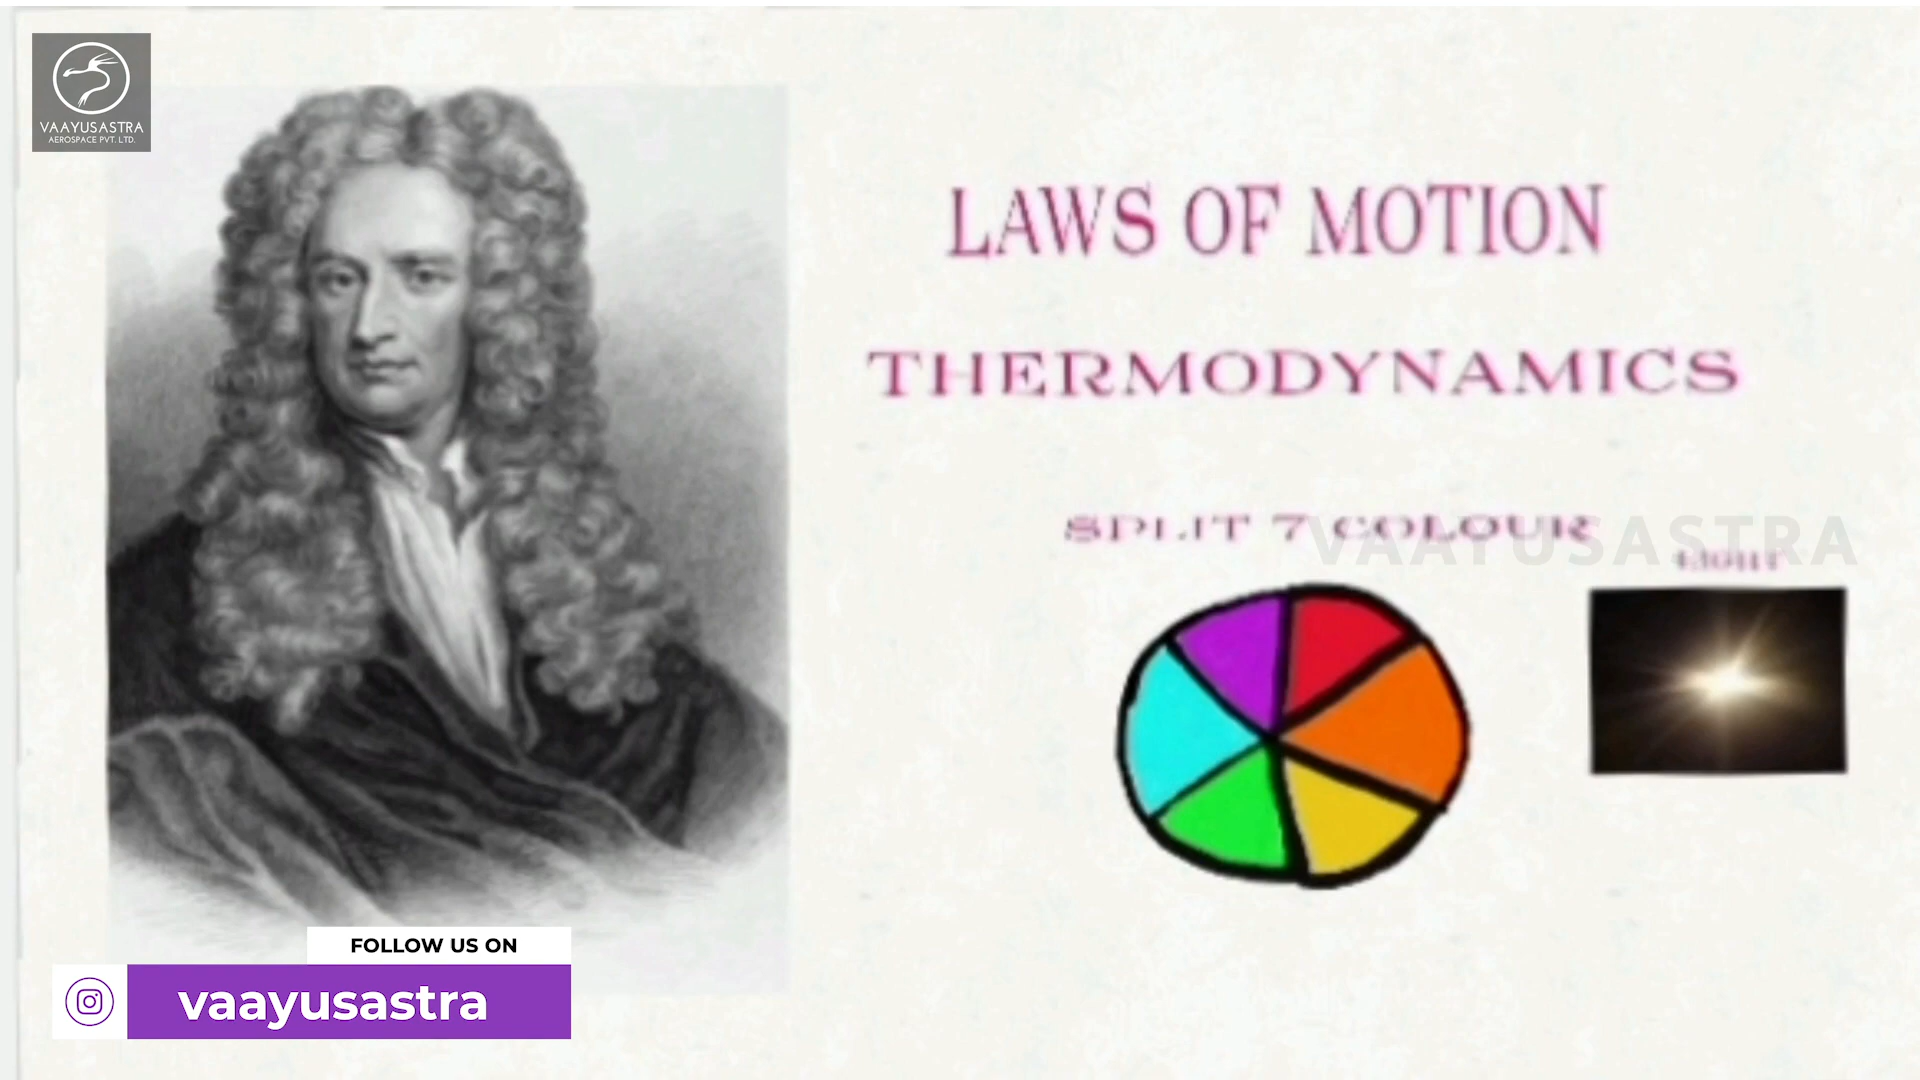 VAAYUSASTRA
AEROSPACE PVT. LTD.
LAWS OF MOTION
THERMODYNAMICS
SPLIT 7 COLOUR
LIGHT
VAAYUSASTRA
FOLLOW US ON
vaayusastra